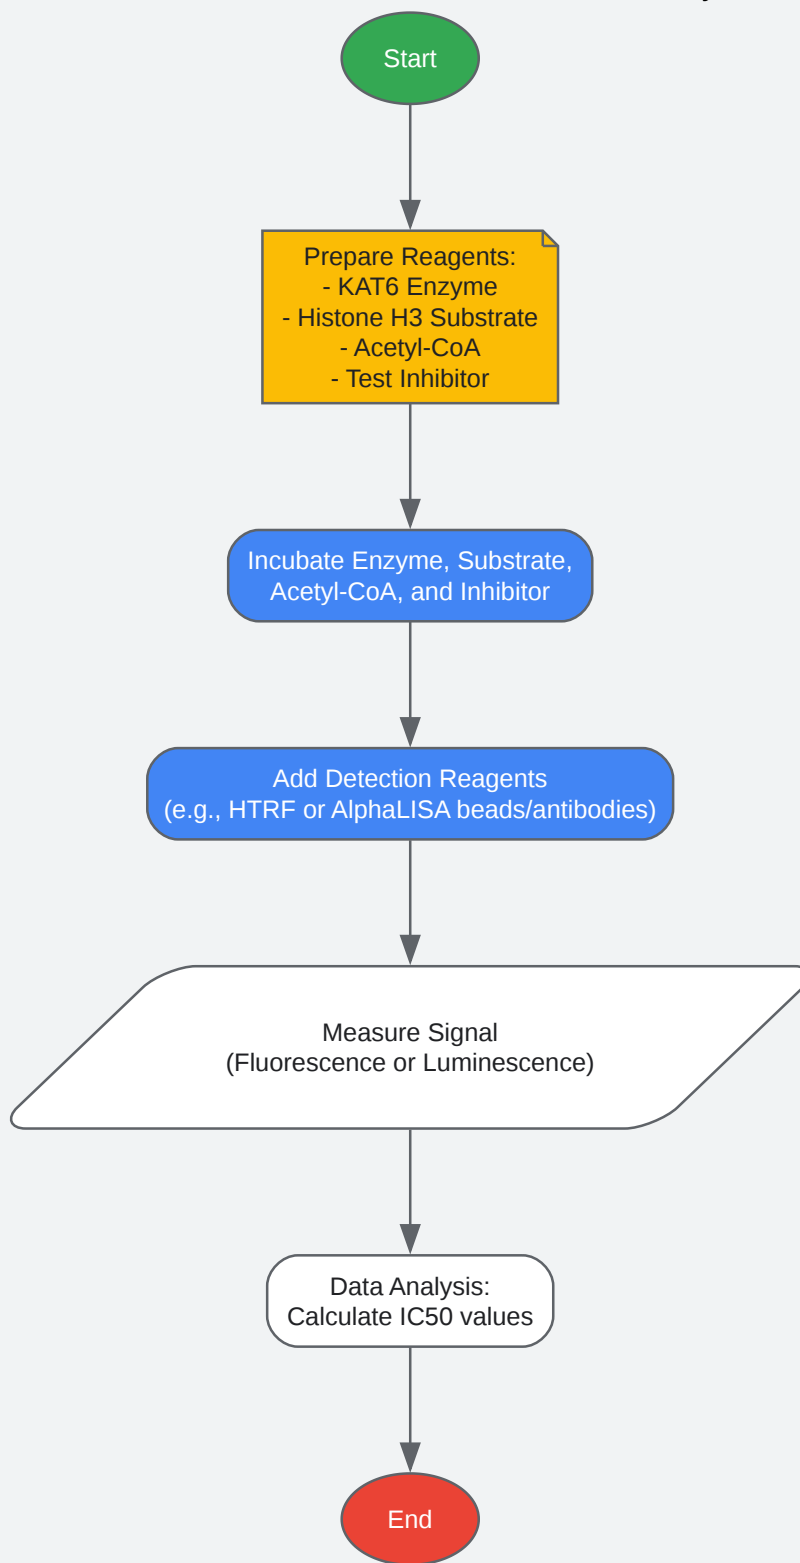 Start
Prepare Reagents:
- KAT6 Enzyme
- Histone H3 Substrate
- Acetyl-CoA
- Test Inhibitor
Incubate Enzyme, Substrate,
Acetyl-CoA, and Inhibitor
Add Detection Reagents
(e.g., HTRF or AlphaLISA beads/antibodies)
Measure Signal
(Fluorescence or Luminescence)
Data Analysis:
Calculate IC50 values
End